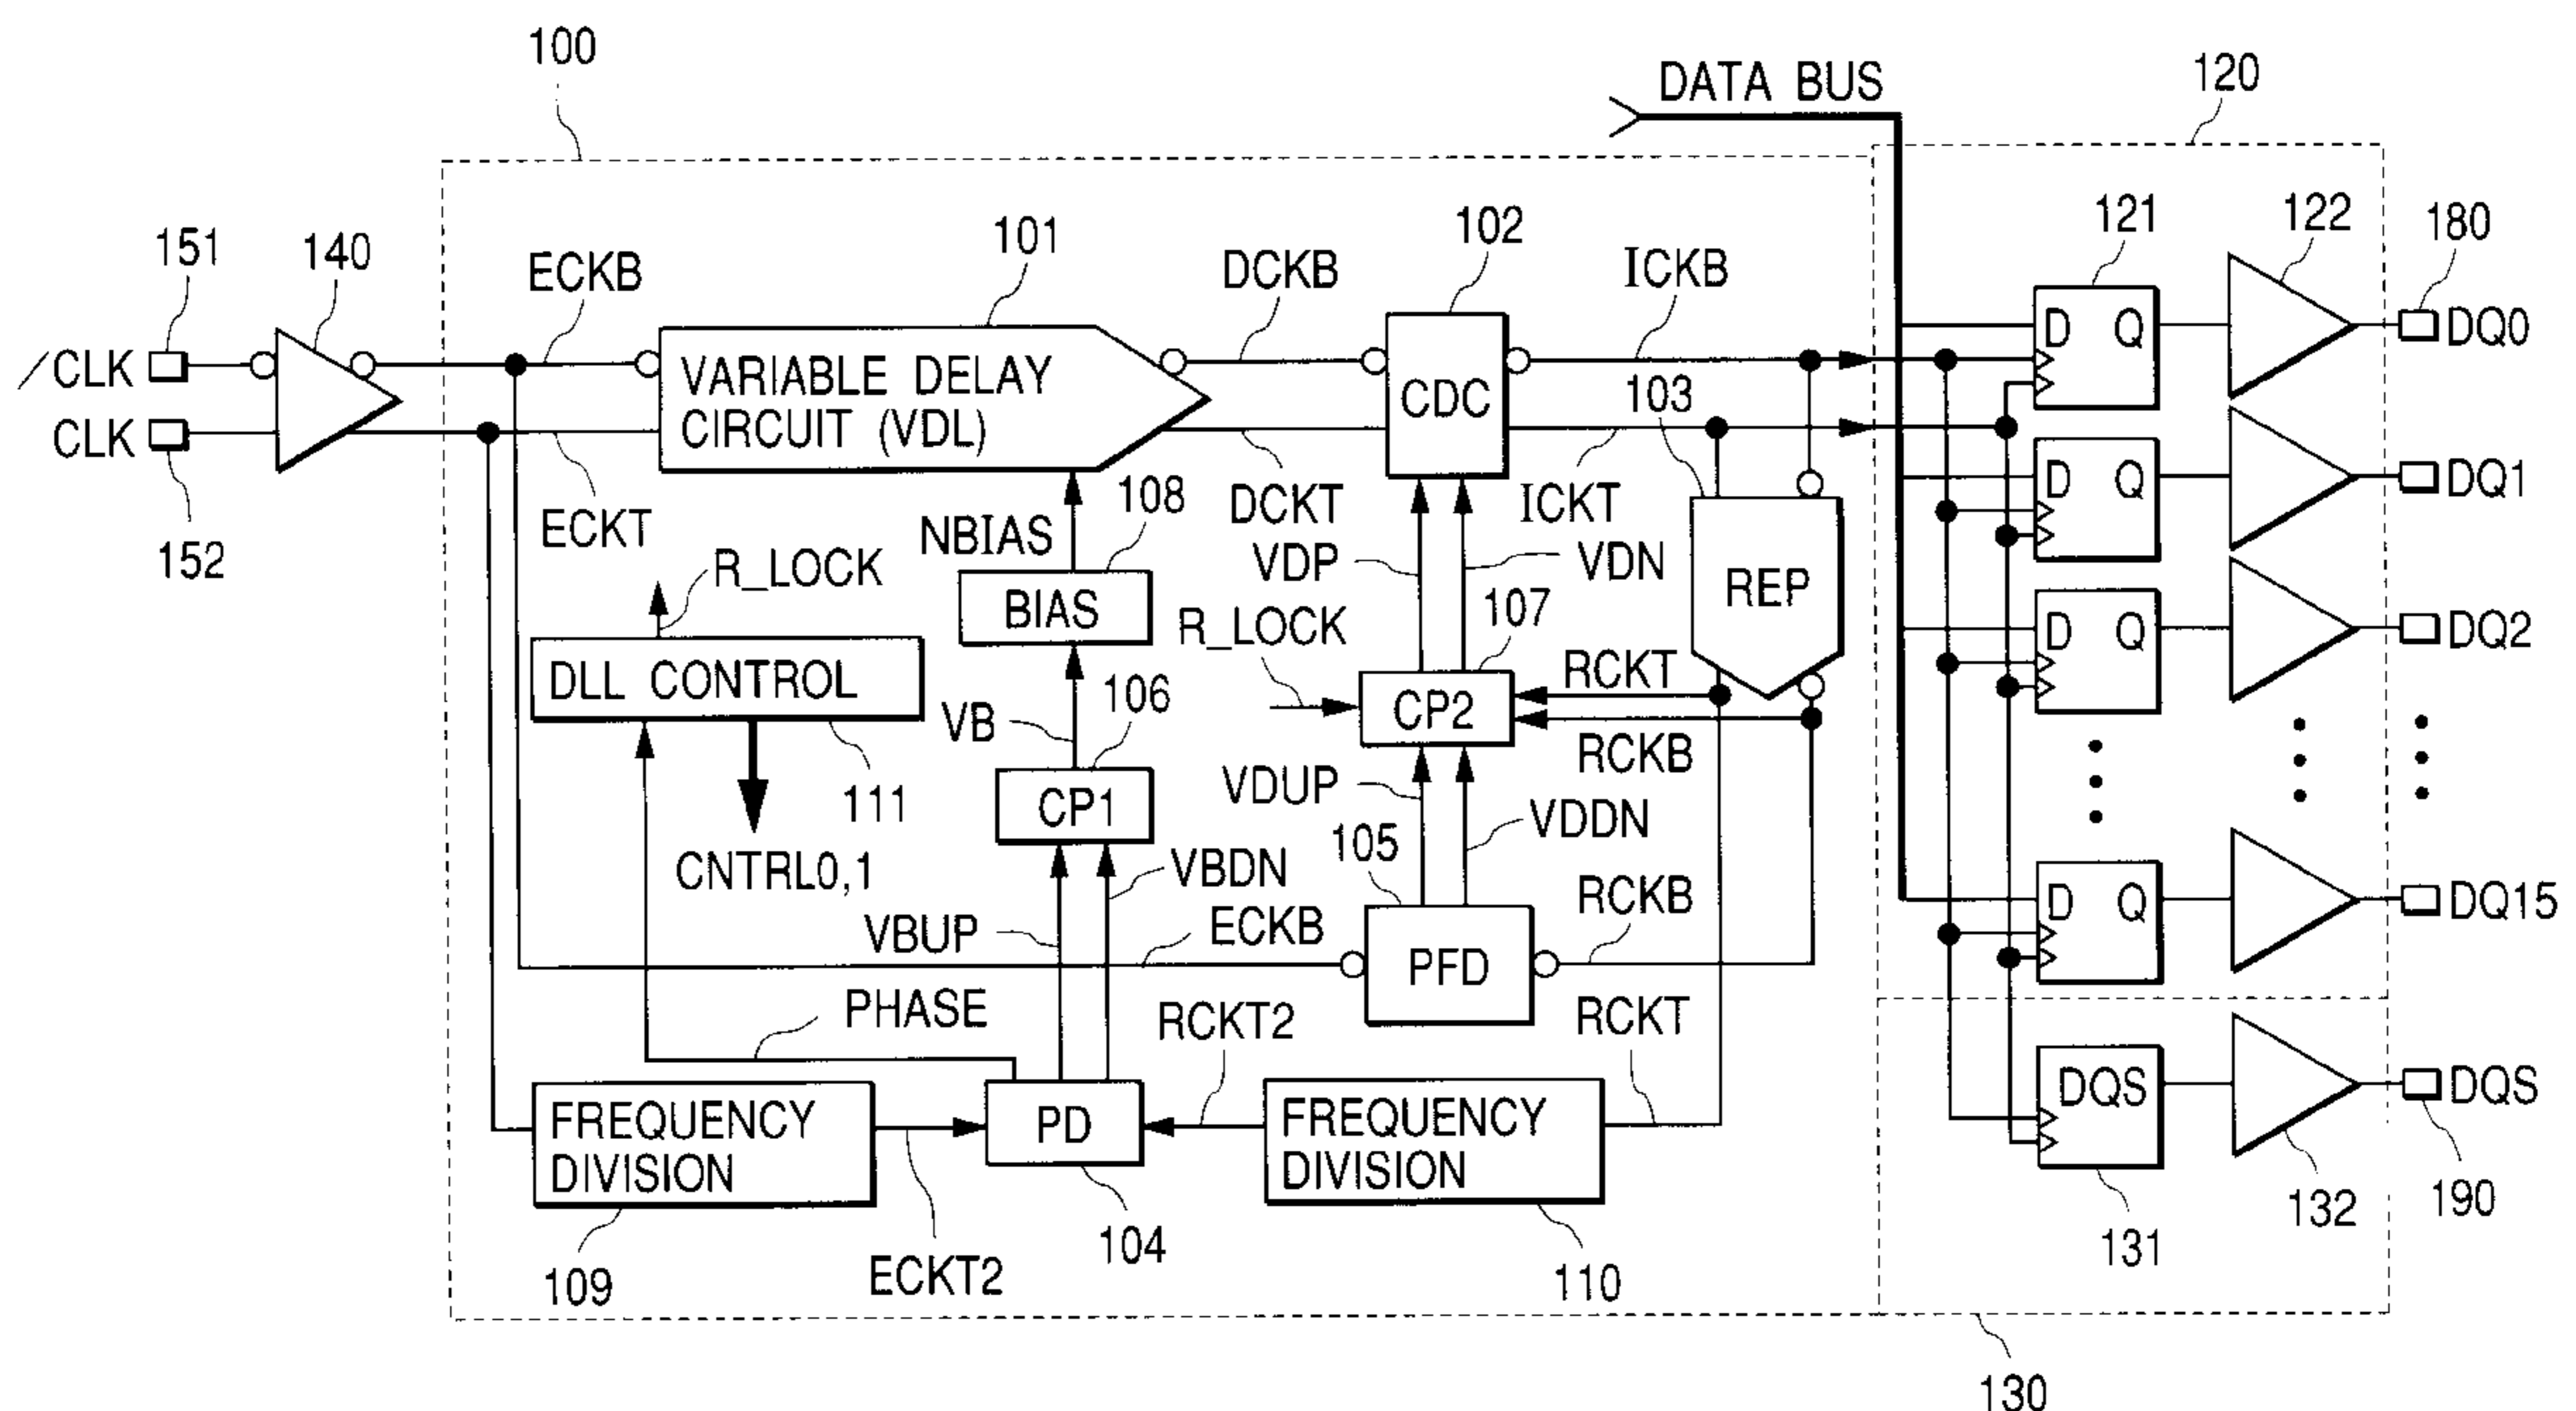 100
DATA BUS
120
151
140
ECKB
101
DCKB
102
ICKB
121
122
180
/CLK
CLK
152
VARIABLE DELAY
CIRCUIT (VDL)
CDC
103
D Q
DQ0
ECKT
NBIAS
108
DCKT
ICKT
VDP
VDN
D Q
DQ1
R_LOCK
BIAS
R_LOCK
107
REP
DLL CONTROL
VB
106
CP2
RCKT
RCKB
D Q
DQ2
111
CNTRL0,1
CP1
VDUP
VDDN
105
VBDN
VBUP
ECKB
PFD
RCKB
D Q
DQ15
PHASE
RCKT2
RCKT
FREQUENCY
DIVISION
PD
FREQUENCY
DIVISION
DQS
DQS
109
ECKT2
104
110
131
132
190
130